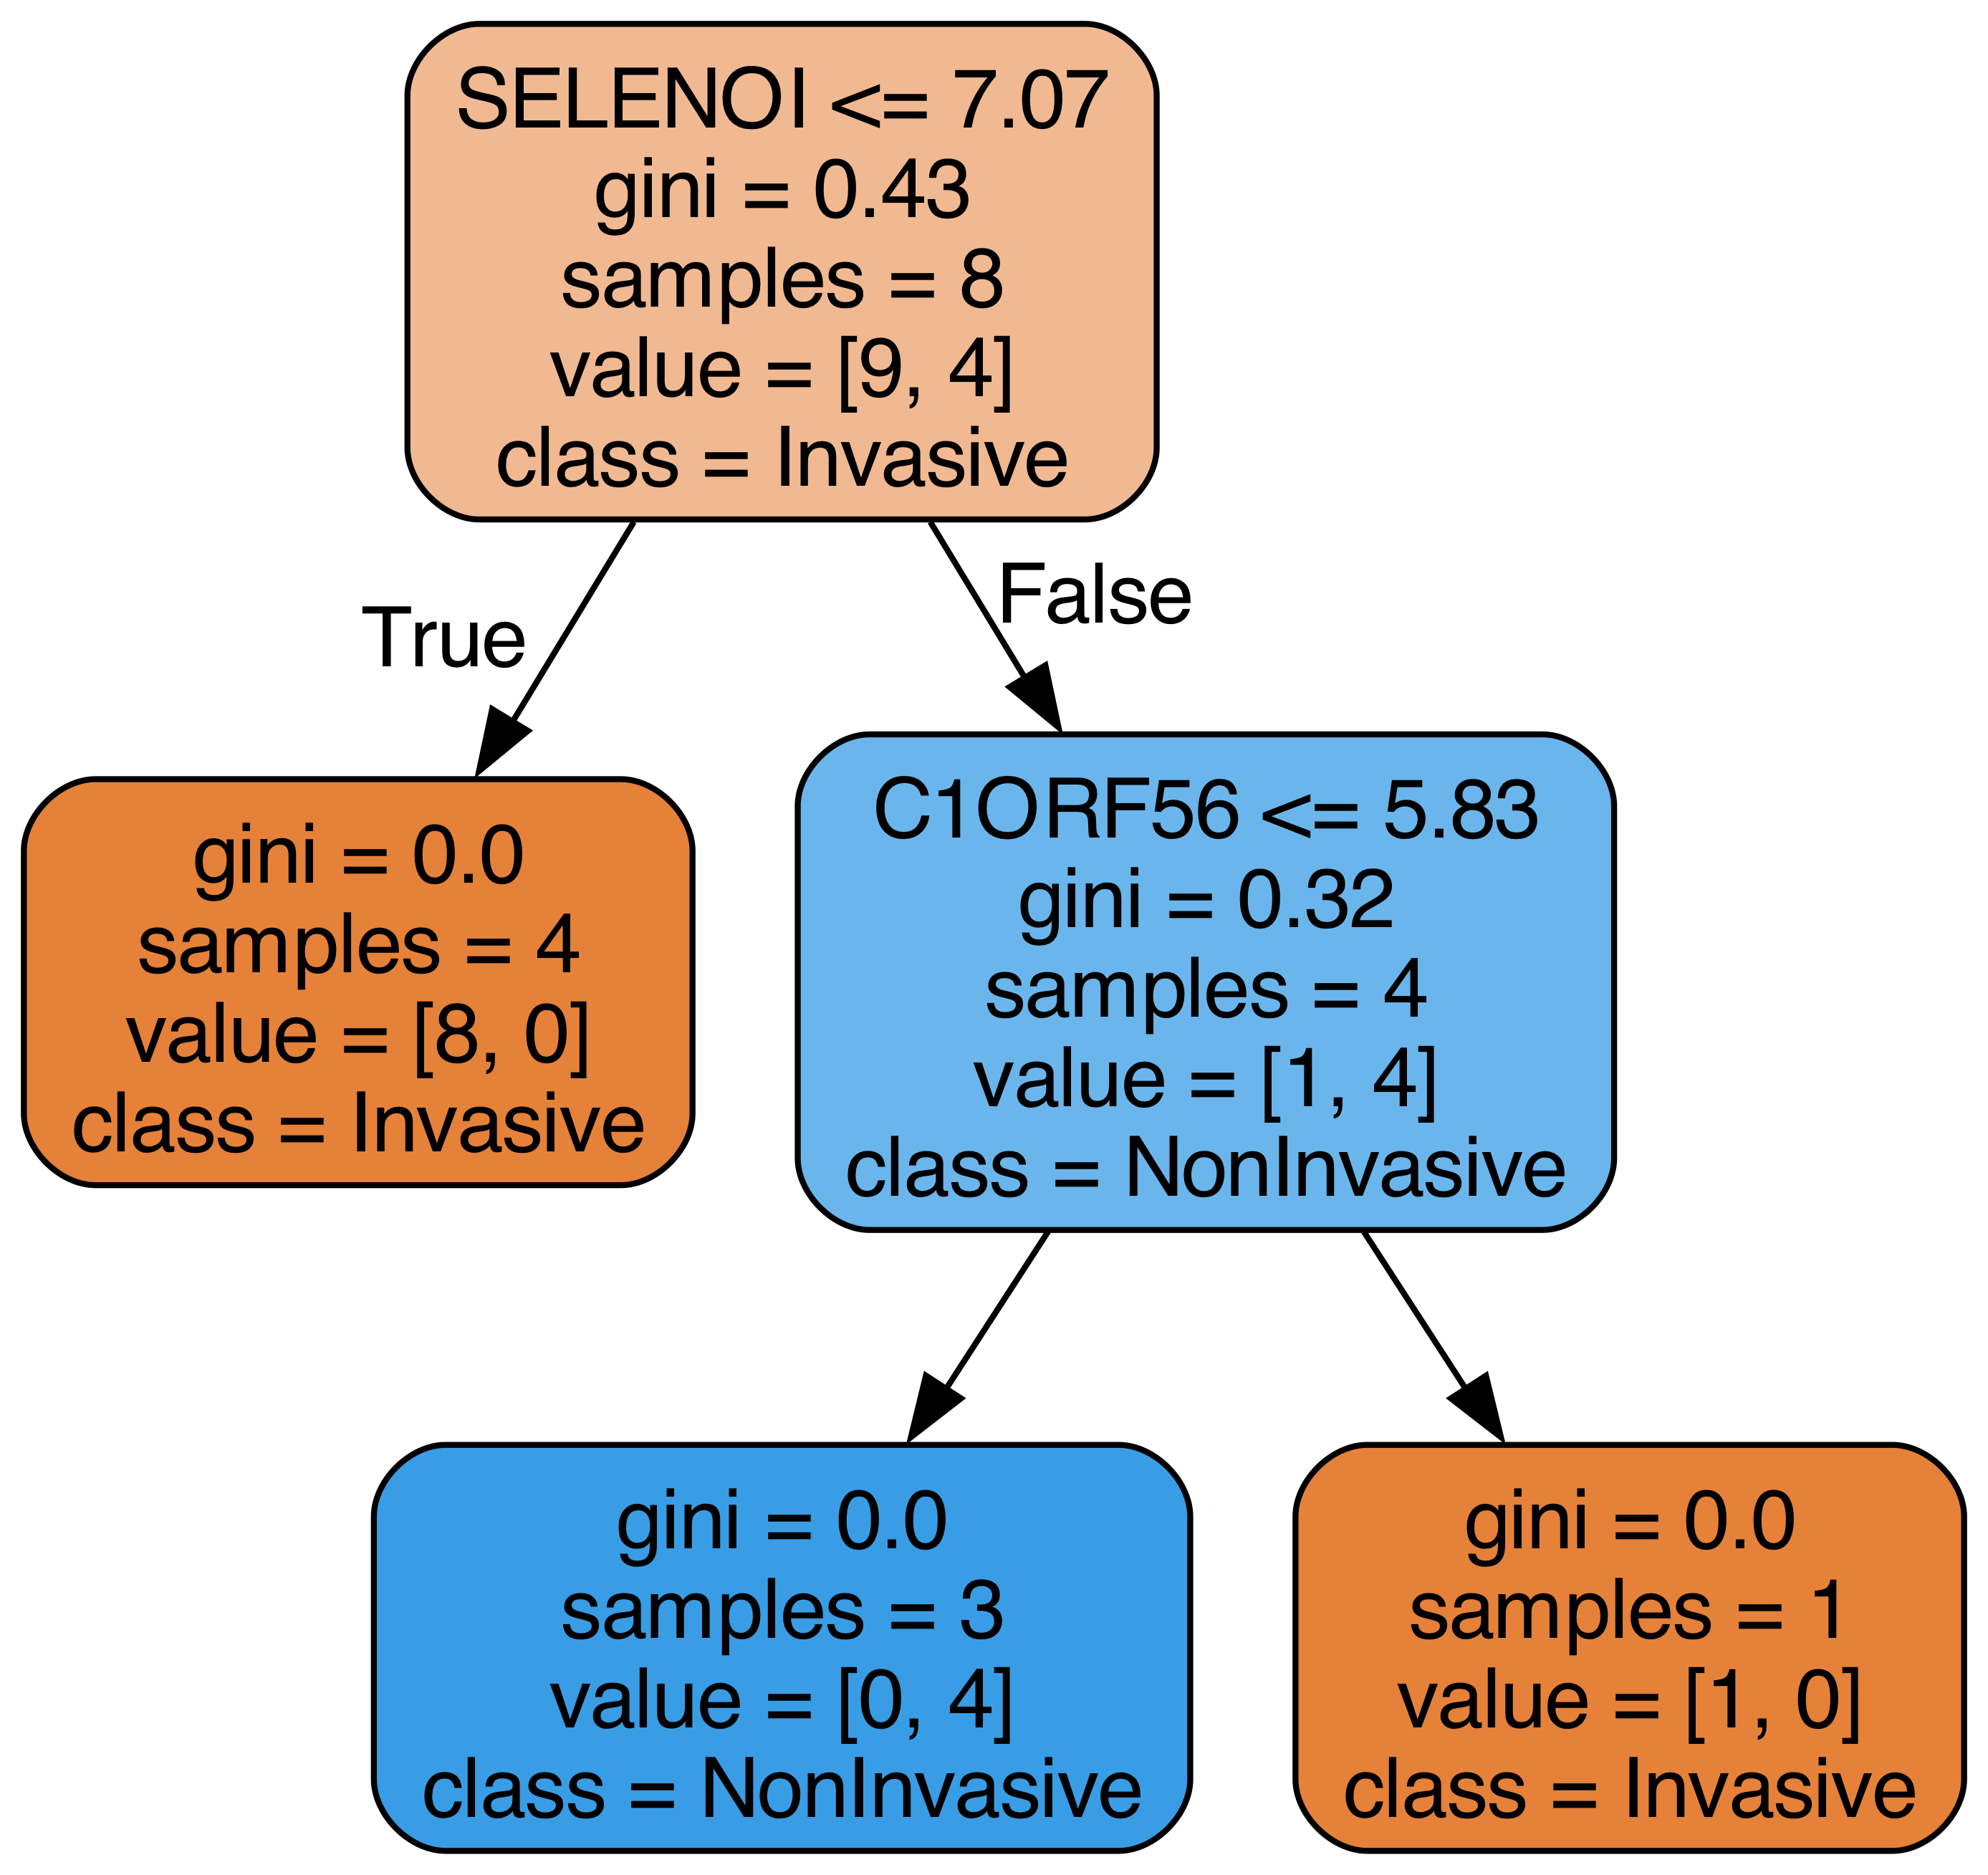 SELENOI <= 7.07
gini = 0.43
samples = 8
value = [9, 4]
class = Invasive
True
False
gini = 0.0
samples = 4
value = [8, 0]
class = Invasive
C1ORF56 <= 5.83
gini = 0.32
samples = 4
value = [1, 4]
class = NonInvasive
gini = 0.0
samples = 3
value = [0, 4]
class = NonInvasive
gini = 0.0
samples = 1
value = [1, 0]
class = Invasive